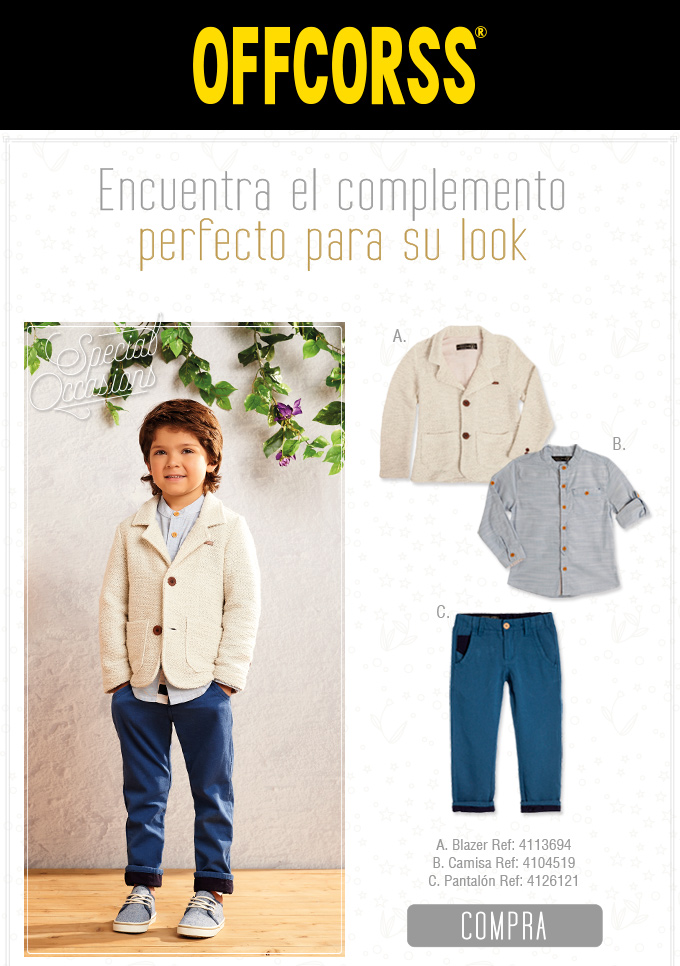 OFFCORSS®
Encuentra el complemento
perfecto para su look
Special
Occasions
A.
B.
C.
A. Blazer Ref: 4113694
B. Camisa Ref: 4104519
C. Pantalón Ref: 4126121
COMPRA